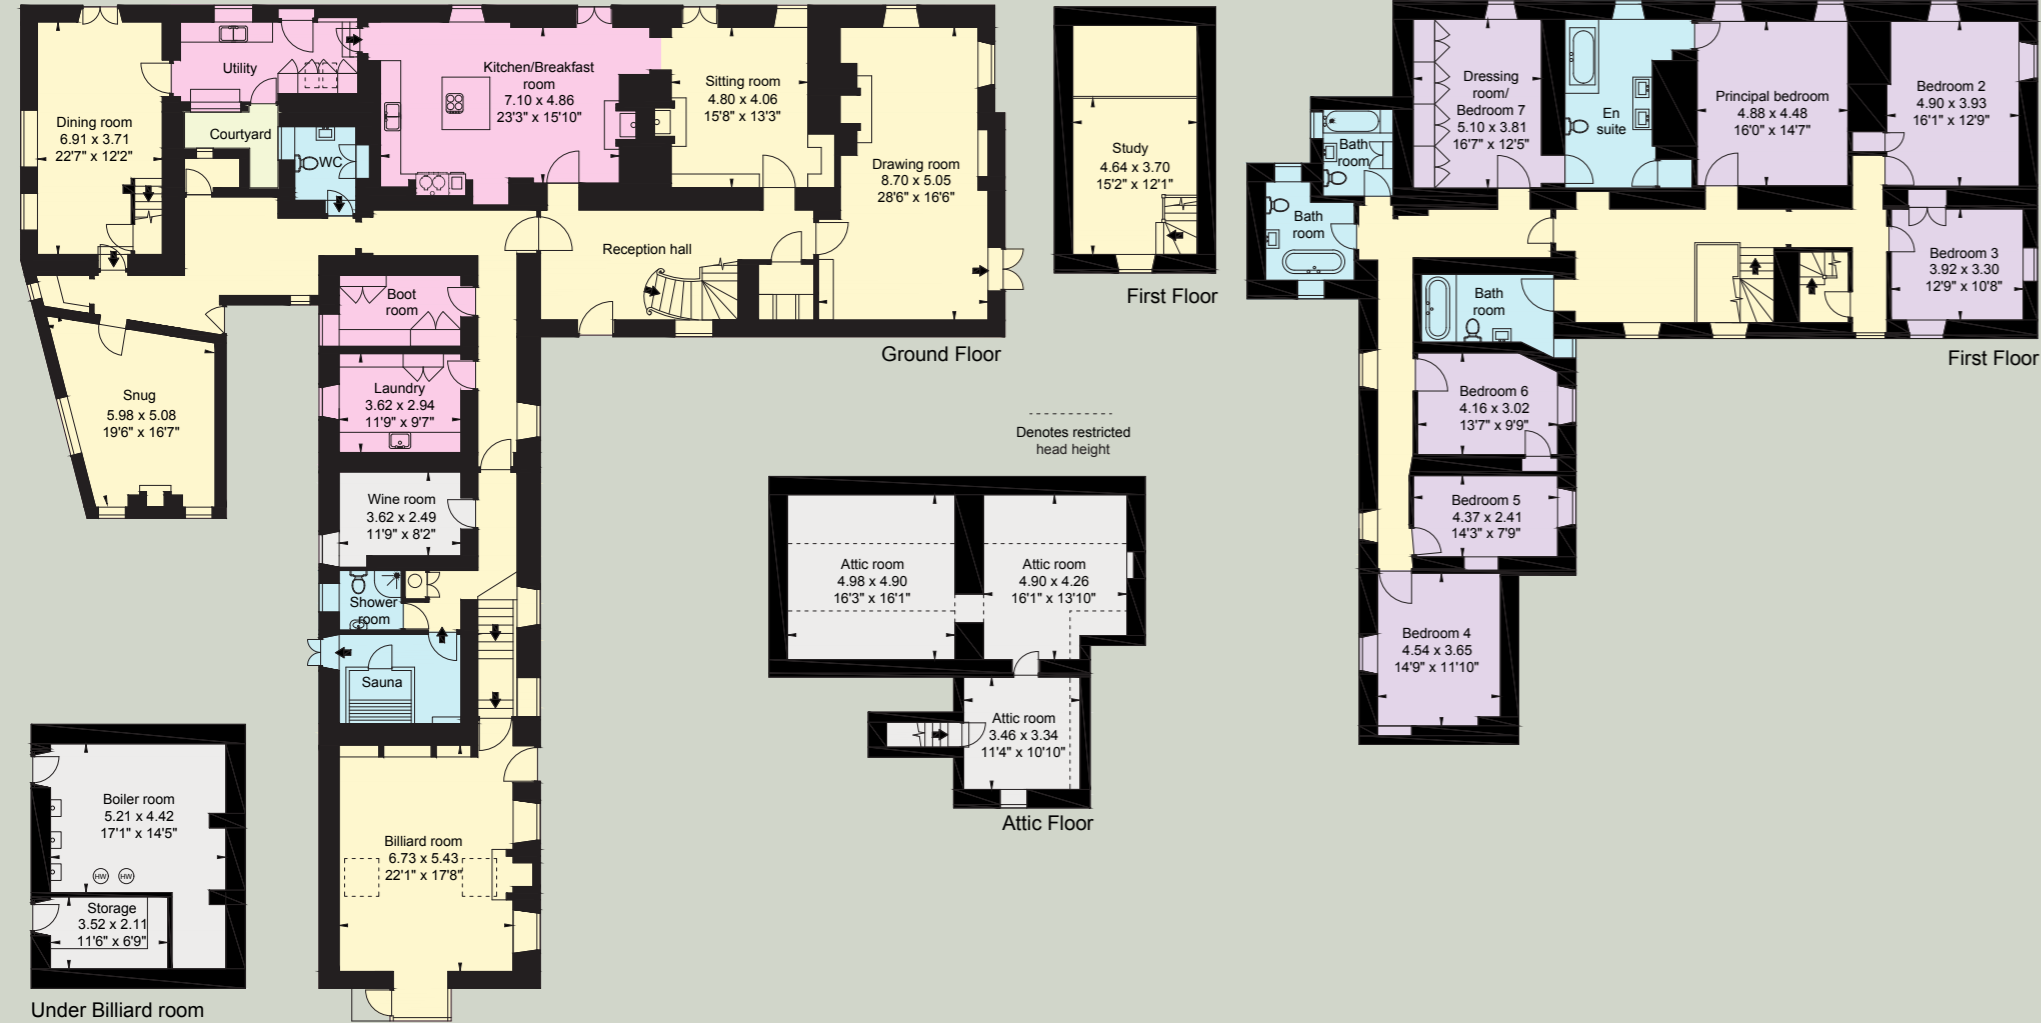 Dining room
6.91 x 3.71
22'7" x 12'2"
Utility
Courtyard
WC
Kitchen/Breakfast
room
7.10 x 4.86
23'3" x 15'10"
Sitting room
4.80 x 4.06
15'8" x 13'3"
Drawing room
8.70 x 5.05
28'6" x 16'6"
Reception hall
Boot
room
Laundry
3.62 x 2.94
11'9" x 9'7"
Snug
5.98 x 5.08
19'6" x 16'7"
Wine room
3.62 x 2.49
11'9" x 8'2"
Shower
room
Sauna
Billiard room
6.73 x 5.43
22'1" x 17'8"
Ground Floor
Study
4.64 x 3.70
15'2" x 12'1"
First Floor
Denotes restricted
head height
Attic room
4.98 x 4.90
16'3" x 16'1"
Attic room
4.90 x 4.26
16'1" x 13'10"
Attic room
3.46 x 3.34
11'4" x 10'10"
Attic Floor
Boiler room
5.21 x 4.42
17'1" x 14'5"
HW
HW
Storage
3.52 x 2.11
11'6" x 6'9"
Under Billiard room
Dressing
room/
Bedroom 7
5.10 x 3.81
16'7" x 12'5"
En
suite
Principal bedroom
4.88 x 4.48
16'0" x 14'7"
Bedroom 2
4.90 x 3.93
16'1" x 12'9"
Bath
room
Bath
room
Bath
room
Bedroom 3
3.92 x 3.30
12'9" x 10'8"
Bedroom 6
4.16 x 3.02
13'7" x 9'9"
Bedroom 5
4.37 x 2.41
14'3" x 7'9"
Bedroom 4
4.54 x 3.65
14'9" x 11'10"
First Floor